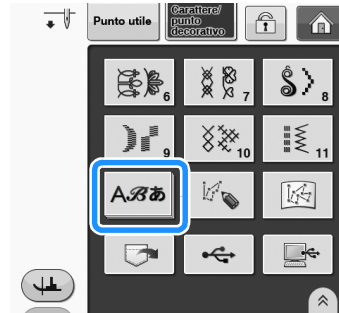 Punto utile
Carattere/
punto
decorativo
6
7
8
9
10
11
Aℬあ